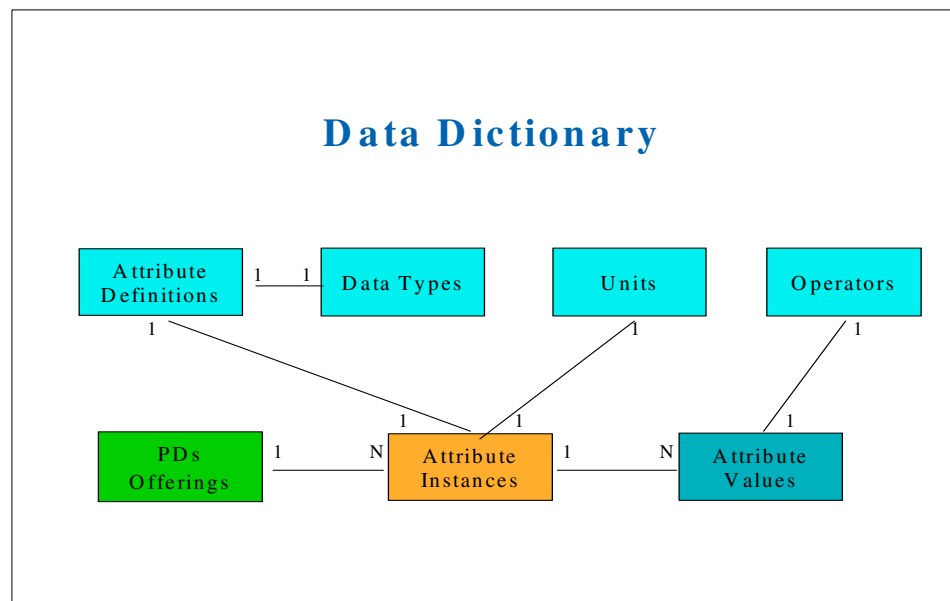 Data Dictionary
Attribute
Definitions
1
1
Data Types
Units
Operators
1
1
1
1
1
1
PDs
Offerings
1
N
Attribute
Instances
1
N
Attribute
Values